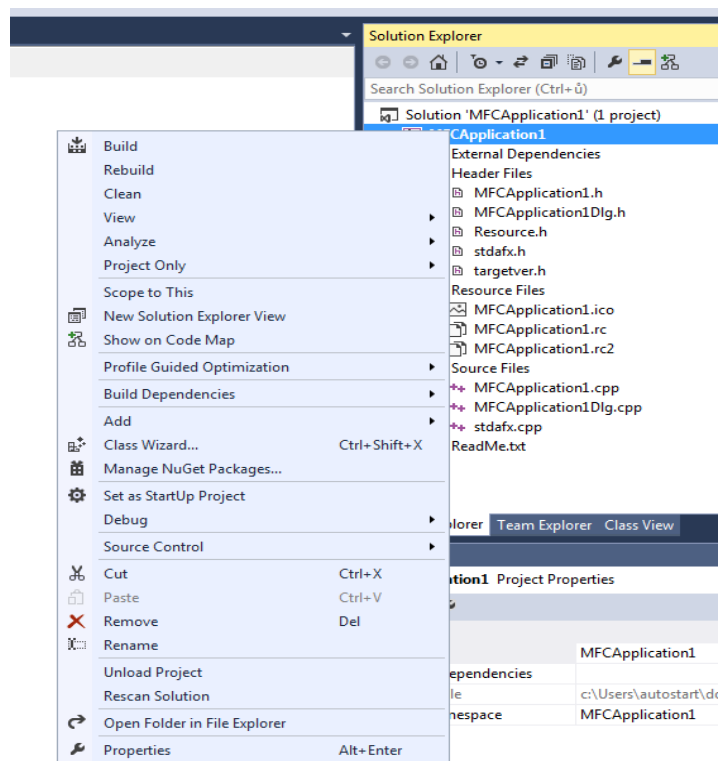 Solution Explorer
Search Solution Explorer (Ctrl+ů)
Solution 'MFCApplication1' (1 project)
CApplication1
External Dependencies
Header Files
MFCApplication1.h
MFCApplication1Dlg.h
Resource.h
stdafx.h
targetver.h
Resource Files
MFCApplication1.ico
MFCApplication1.rc
MFCApplication1.rc2
Source Files
MFCApplication1.cpp
MFCApplication1Dlg.cpp
stdafx.cpp
ReadMe.txt
Build
Rebuild
Clean
View
Analyze
Project Only
Scope to This
New Solution Explorer View
Show on Code Map
Profile Guided Optimization
Build Dependencies
Add
Class Wizard... Ctrl+Shift+X
Manage NuGet Packages...
Set as StartUp Project
Debug
Source Control
Cut Ctrl+X
Paste Ctrl+V
Remove Del
Rename
Unload Project
Rescan Solution
Open Folder in File Explorer
Properties Alt+Enter
lorer Team Explorer Class View
tion1 Project Properties
MFCApplication1
ependencies
le c:\Users\autostart\do
nespace MFCApplication1